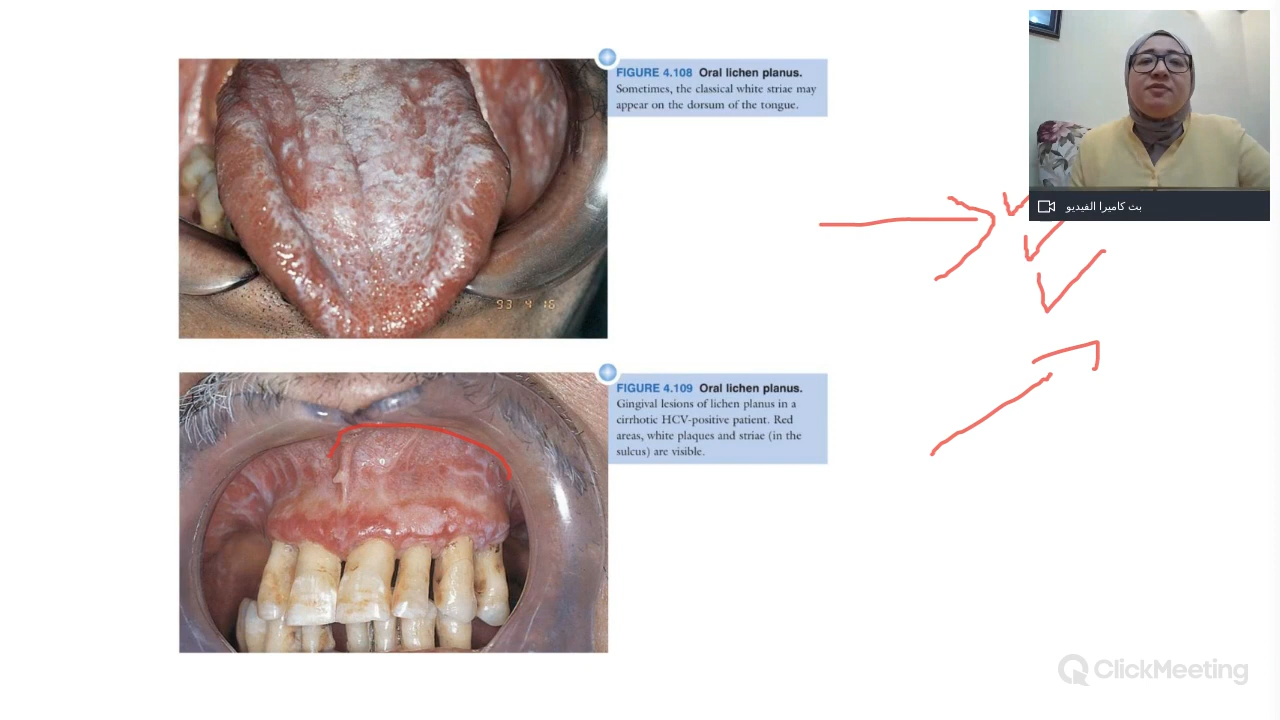 FIGURE 4.108 Oral lichen planus.
Sometimes, the classical white striae may
appear on the dorsum of the tongue.
93 4 16
بث كاميرا الفيديو
FIGURE 4.109 Oral lichen planus.
Gingival lesions of lichen planus in a
cirrhotic HCV-positive patient. Red
areas, white plaques and striae (in the
sulcus) are visible.
ClickMeeting